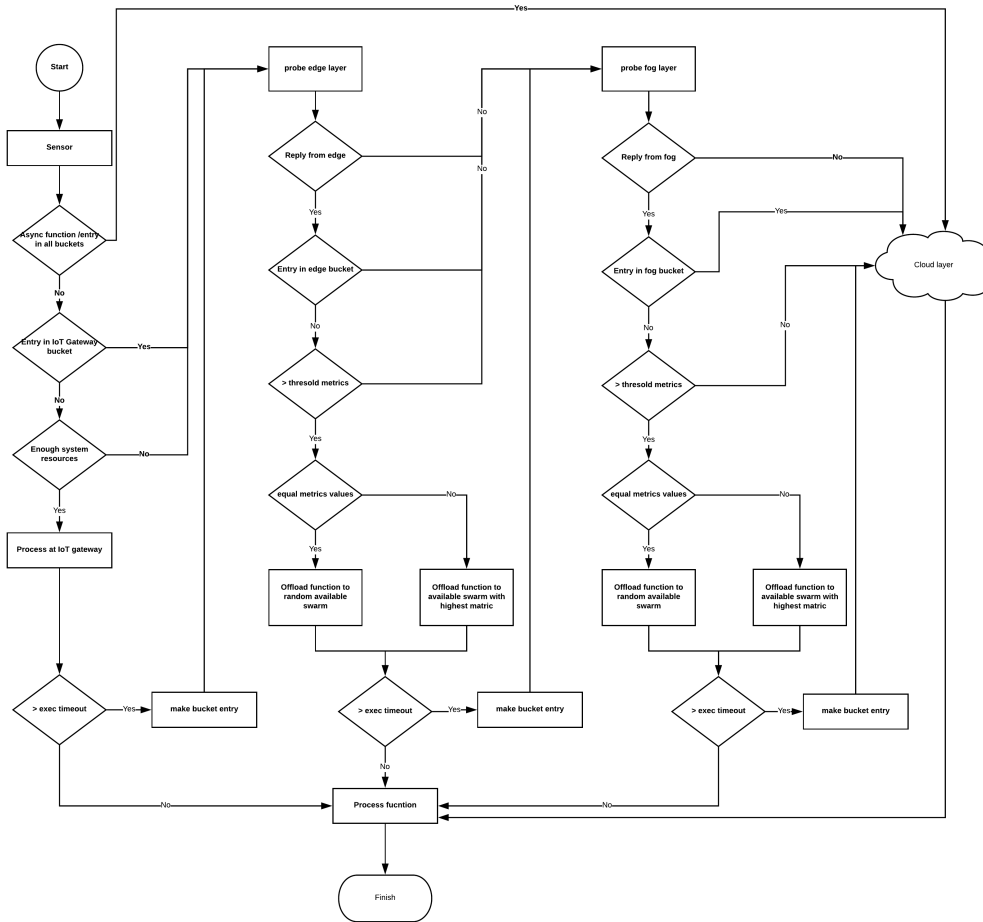 Yes
Start
Sensor
Async function /entry
in all buckets
No
Entry in IoT Gateway
bucket
Yes
No
Enough system
resources
No
Yes
Process at IoT gateway
> exec timeout
Yes
make bucket entry
No
probe edge layer
No
Reply from edge
No
Yes
Entry in edge bucket
No
> thresold metrics
Yes
equal metrics values
No
Yes
Offload function to
random available
swarm
Offload function to
available swarm with
highest matric
> exec timeout
Yes
make bucket entry
No
probe fog layer
Reply from fog
No
Yes
Yes
Entry in fog bucket
No
No
> thresold metrics
Yes
equal metrics values
No
Yes
Offload function to
random available
swarm
Offload function to
available swarm with
highest matric
> exec timeout
Yes
make bucket entry
No
Cloud layer
Process fucntion
Finish